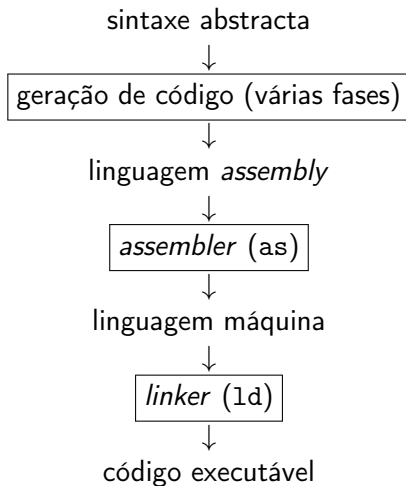 sintaxe abstracta
↓
geração de código (várias fases)
↓
linguagem assembly
↓
assembler (as)
↓
linguagem máquina
↓
linker (ld)
↓
código executável